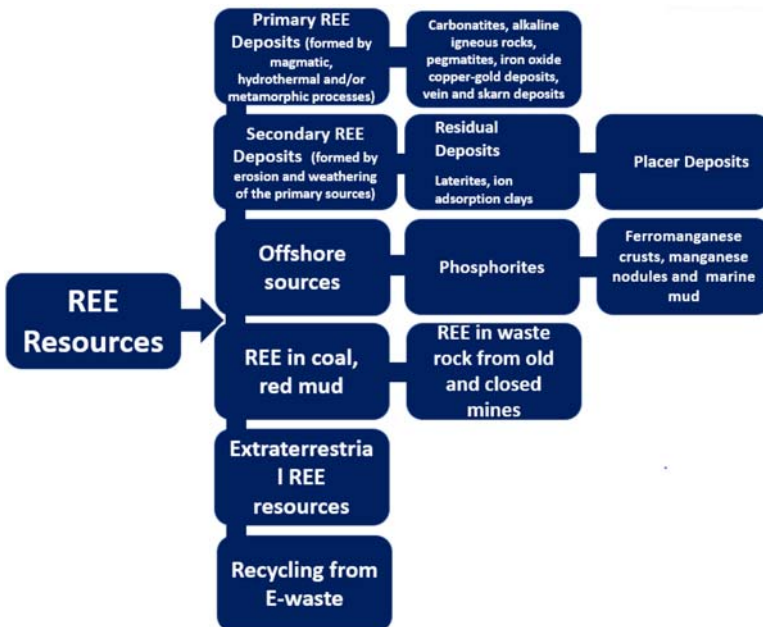 Primary REE
Deposits (formed by
magmatic,
hydrothermal and/or
metamorphic processes)
Carbonatites, alkaline
igneous rocks,
pegmatites, iron oxide
copper-gold deposits,
vein and skarn deposits
Secondary REE
Deposits (formed by
erosion and weathering
of the primary sources)
Residual
Deposits
Laterites, ion
adsorption clays
Placer Deposits
Offshore
sources
Phosphorites
Ferromanganese
crusts, manganese
nodules and marine
mud
REE
Resources
REE in coal,
red mud
REE in waste
rock from old
and closed
mines
Extraterrestria
l REE
resources
Recycling from
E-waste